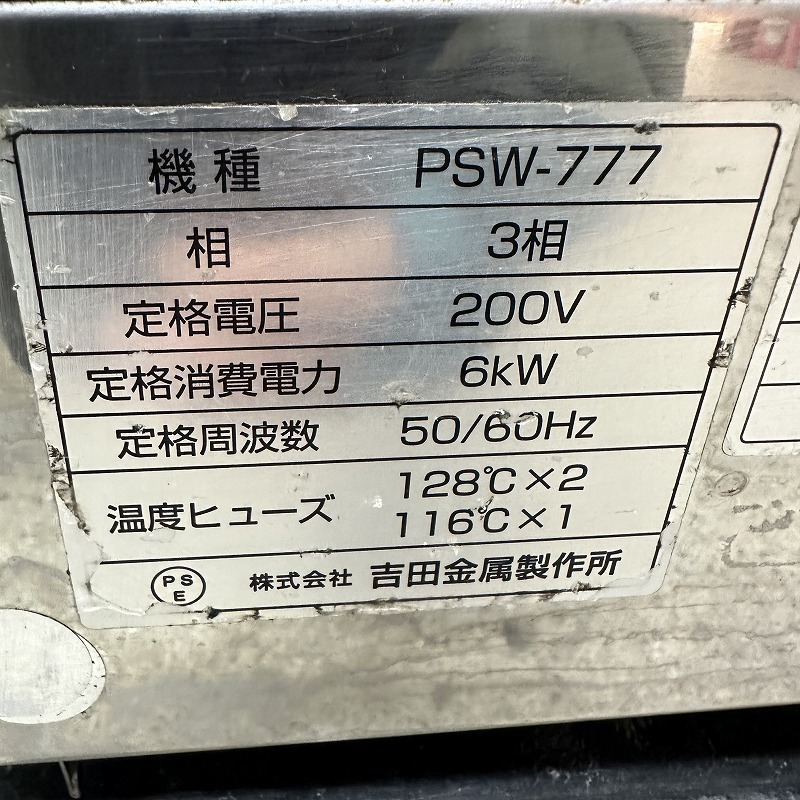 機種 PSW-777
相 3相
定格電圧 200V
定格消費電力 6kW
定格周波数 50/60Hz
温度ヒューズ 128℃×2
116℃×1
PS
E 株式会社 吉田金属製作所